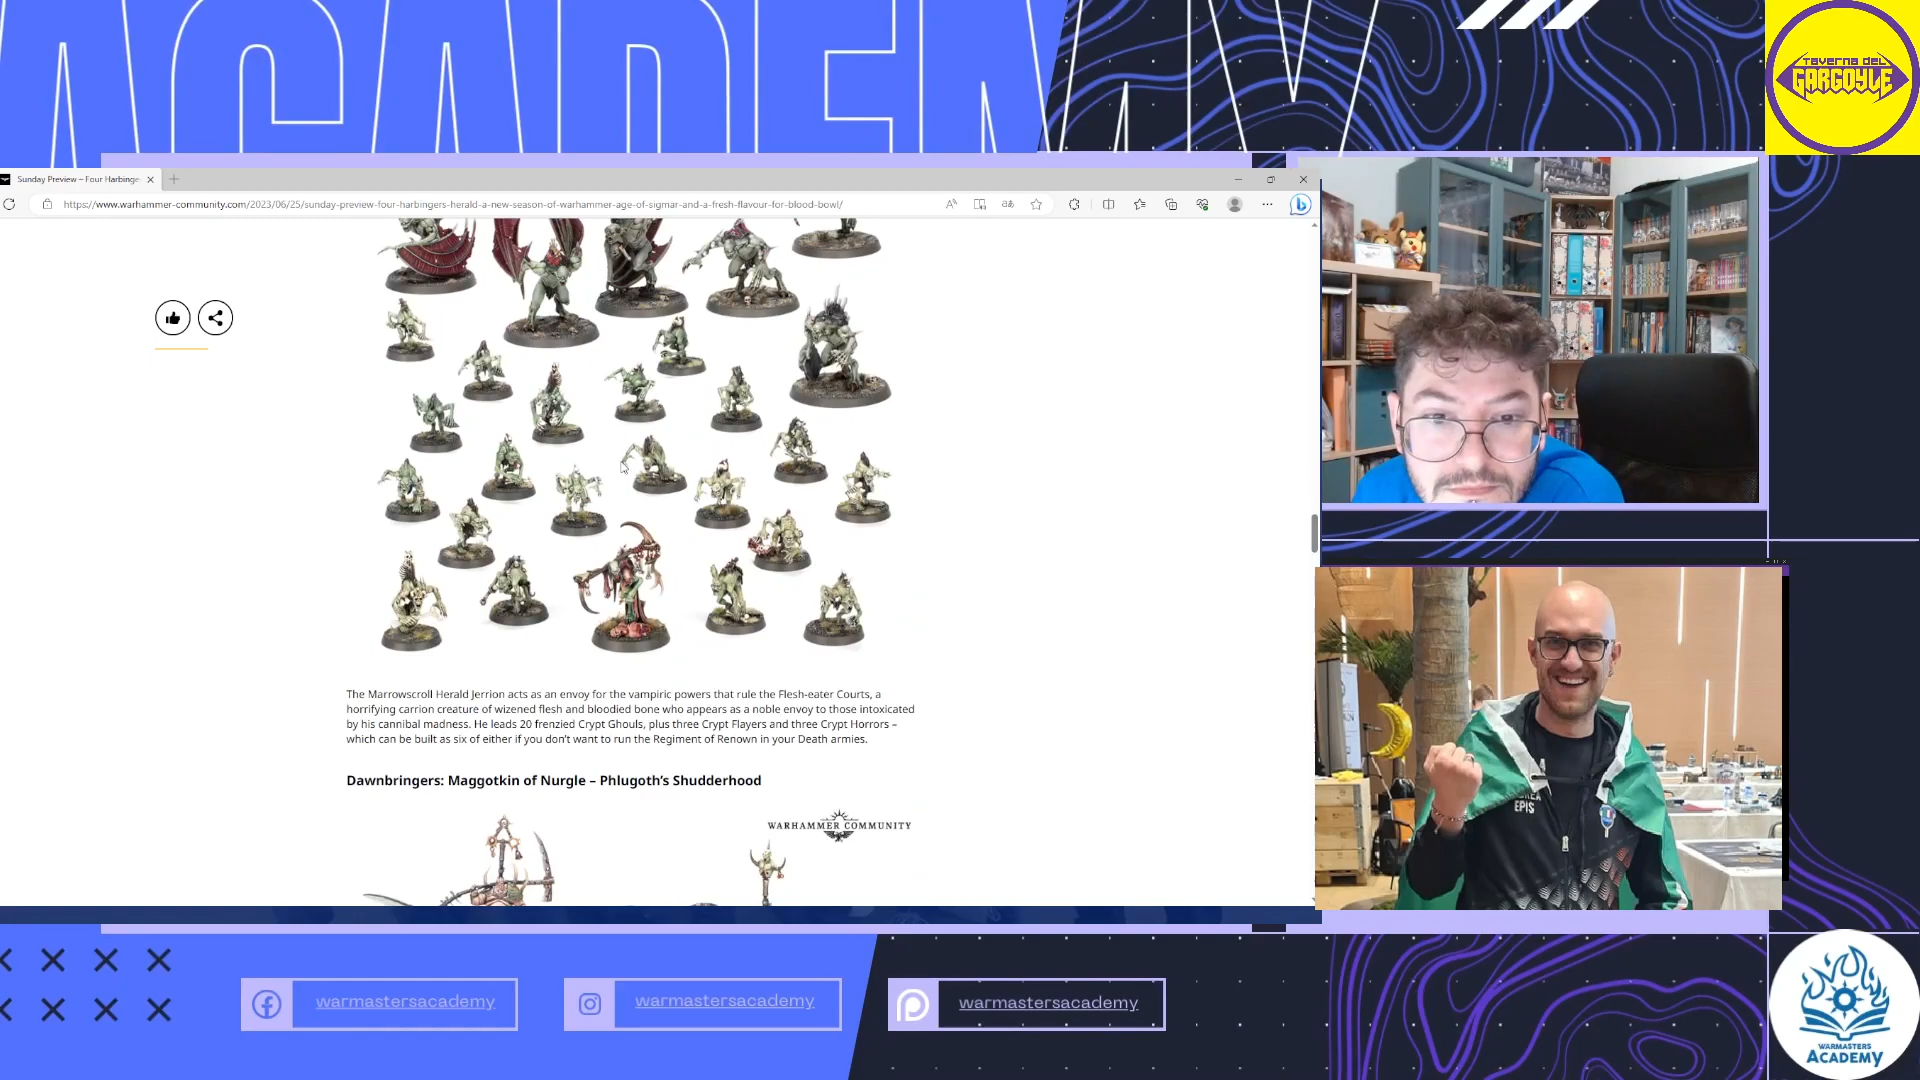 ACADEMY
TAVERNA DEL
GARGOYLE
Sunday Preview – Four Harbinge
https://www.warhammer-community.com/2023/06/25/sunday-preview-four-harbingers-herald-a-new-season-of-warhammer-age-of-sigmar-and-a-fresh-flavour-for-blood-bowl/
The Marrowscroll Herald Jerrion acts as an envoy for the vampiric powers that rule the Flesh-eater Courts, a
horrifying carrion creature of wizened flesh and bloodied bone who appears as a noble envoy to those intoxicated
by his cannibal madness. He leads 20 frenzied Crypt Ghouls, plus three Crypt Flayers and three Crypt Horrors –
which can be built as six of either if you don't want to run the Regiment of Renown in your Death armies.
Dawnbringers: Maggotkin of Nurgle – Phlugoth's Shudderhood
WARHAMMER COMMUNITY
EPIS
warmastersacademy
warmastersacademy
warmastersacademy
WARMASTERS
ACADEMY